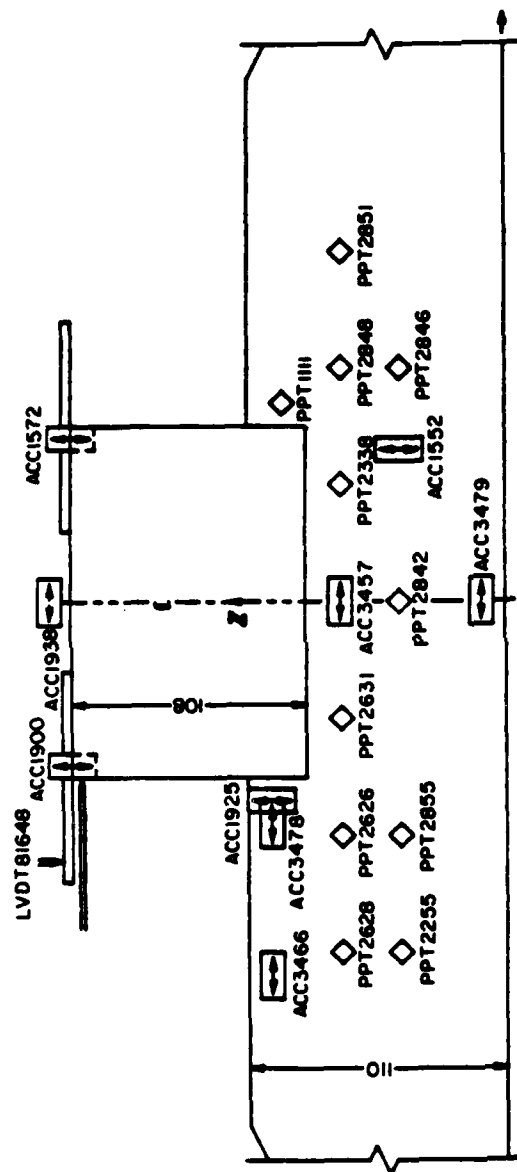 LVDT81648
ACC1900
ACC1938
ACC1572
108
Z
ACC1925
ACC3478
ACC3466
PPT1111
PPT2628
PPT2626
PPT2631
ACC3457
PPT2338
PPT2848
PPT2851
110
PPT2255
PPT2855
PPT2842
ACC1552
PPT2846
ACC3479